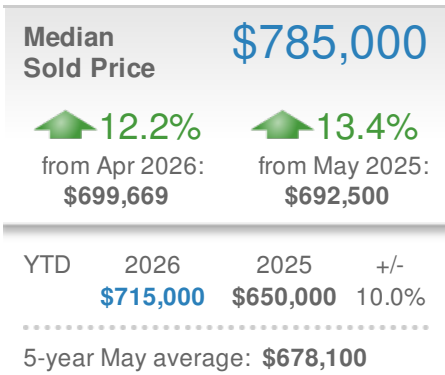 Median $785,000
Sold Price
12.2% 13.4%
from Apr 2026: from May 2025:
$699,669 $692,500
YTD 2026 2025 +/-
$715,000 $650,000 10.0%
5-year May average: $678,100